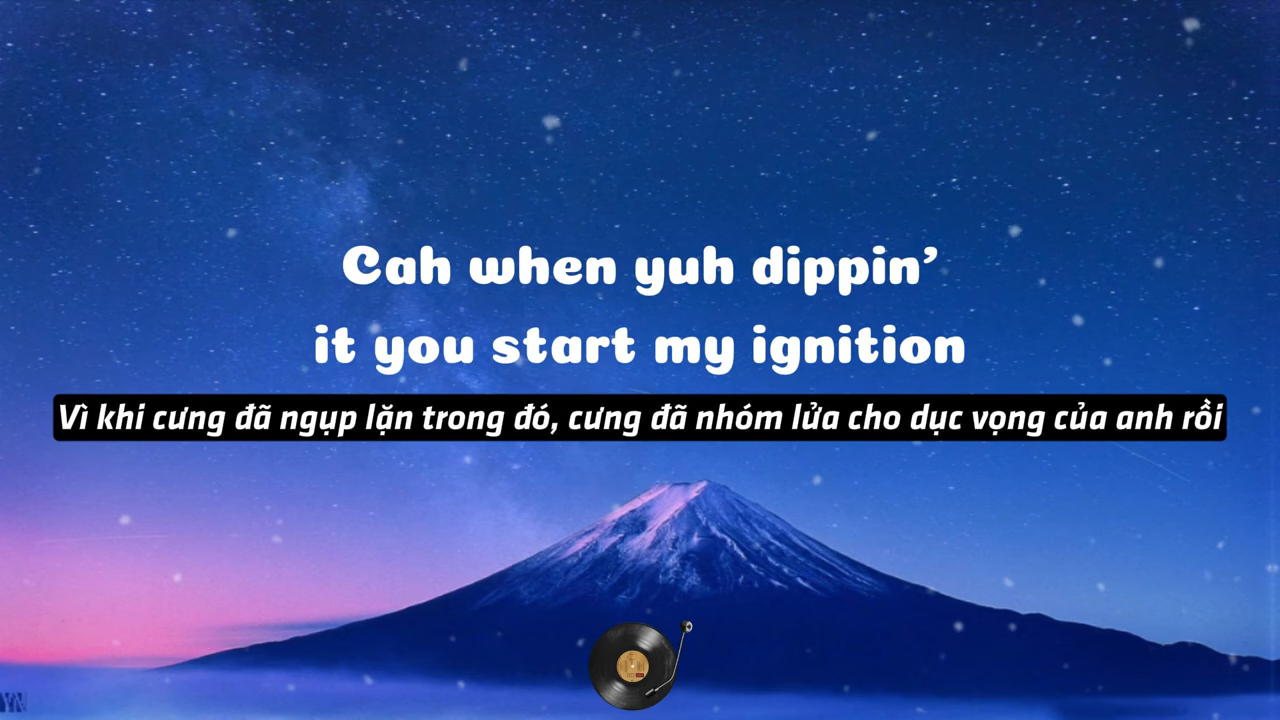 Cah when yuh dippin’
it you start my ignition
Vì khi cưng đã ngụp lặn trong đó, cưng đã nhóm lửa cho dục vọng của anh rồi
YN